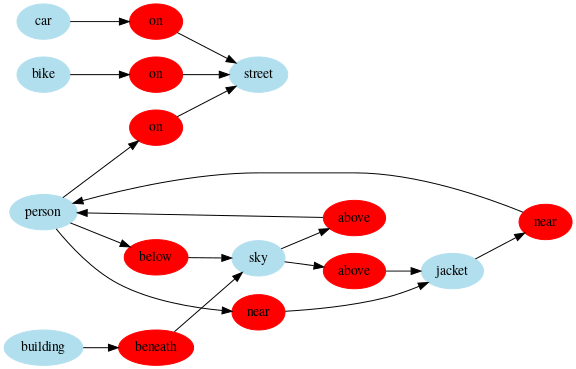 car
on
bike
on
street
on
person
above
near
below
sky
above
jacket
near
building
beneath